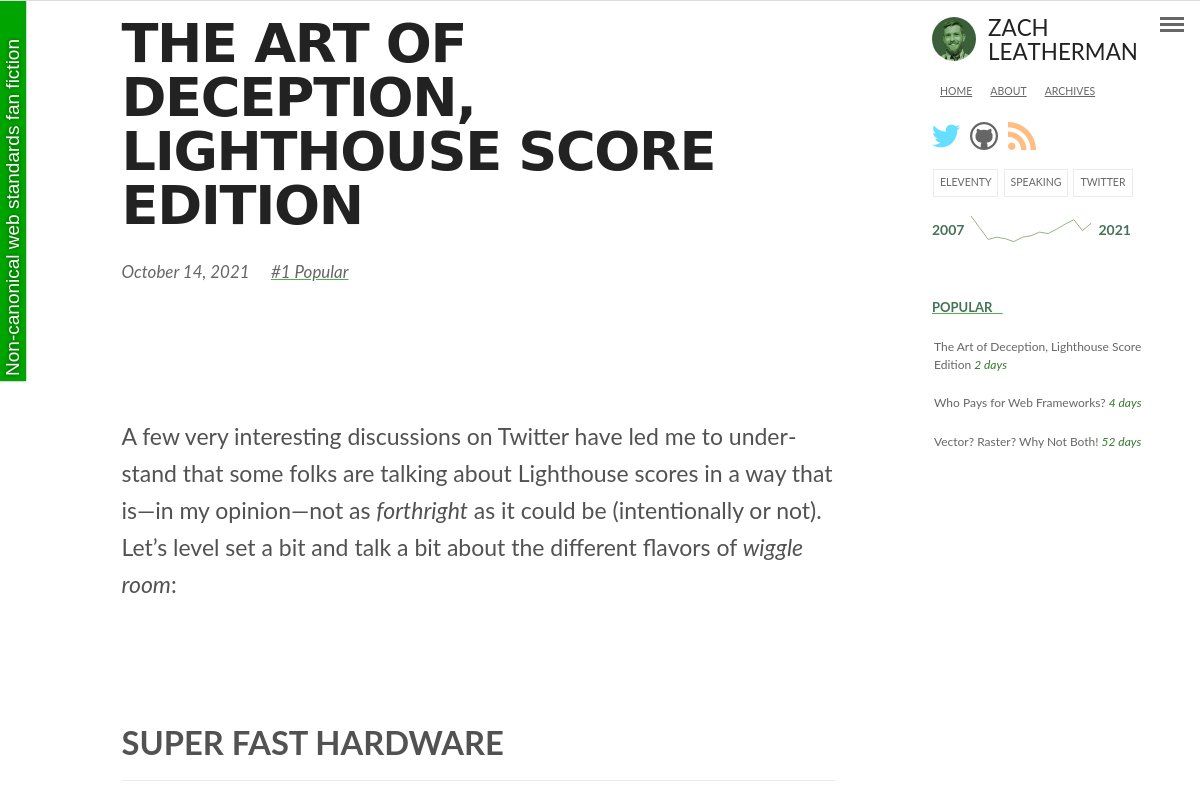 Non-canonical web standards fan fiction
THE ART OF
DECEPTION,
LIGHTHOUSE SCORE
EDITION
October 14, 2021 #1 Popular
A few very interesting discussions on Twitter have led me to under-
stand that some folks are talking about Lighthouse scores in a way that
is—in my opinion—not as forthright as it could be (intentionally or not).
Let’s level set a bit and talk a bit about the different flavors of wiggle
room:
SUPER FAST HARDWARE
ZACH
LEATHERMAN
HOME ABOUT ARCHIVES
ELEVENTY SPEAKING TWITTER
2007 2021
POPULAR
The Art of Deception, Lighthouse Score
Edition 2 days
Who Pays for Web Frameworks? 4 days
Vector? Raster? Why Not Both! 52 days